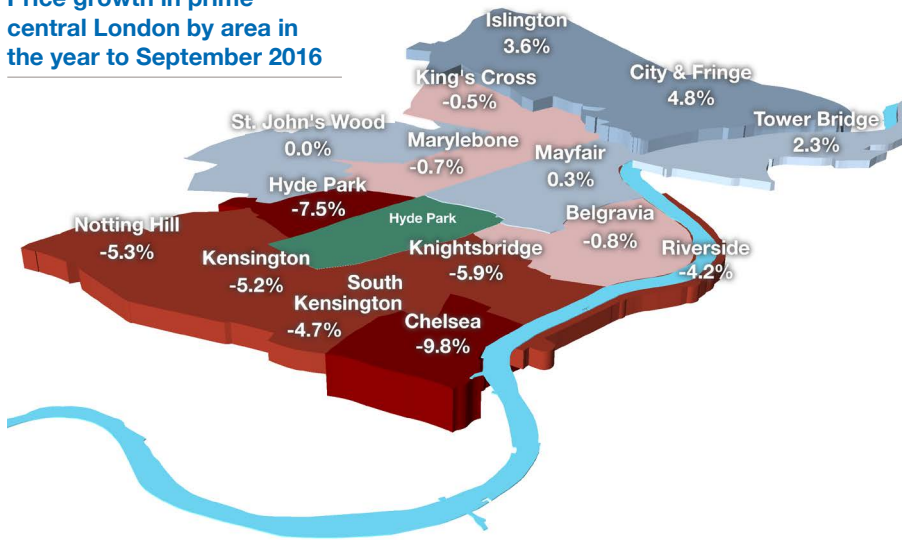 Price growth in prime
central London by area in
the year to September 2016
Islington
3.6%
King's Cross
-0.5%
City & Fringe
4.8%
Tower Bridge
2.3%
St. John's Wood
0.0%
Marylebone
-0.7%
Mayfair
0.3%
Hyde Park
-7.5%
Hyde Park
Belgravia
-0.8%
Notting Hill
-5.3%
Kensington
-5.2%
Knightsbridge
-5.9%
Riverside
-4.2%
South
Kensington
-4.7%
Chelsea
-9.8%